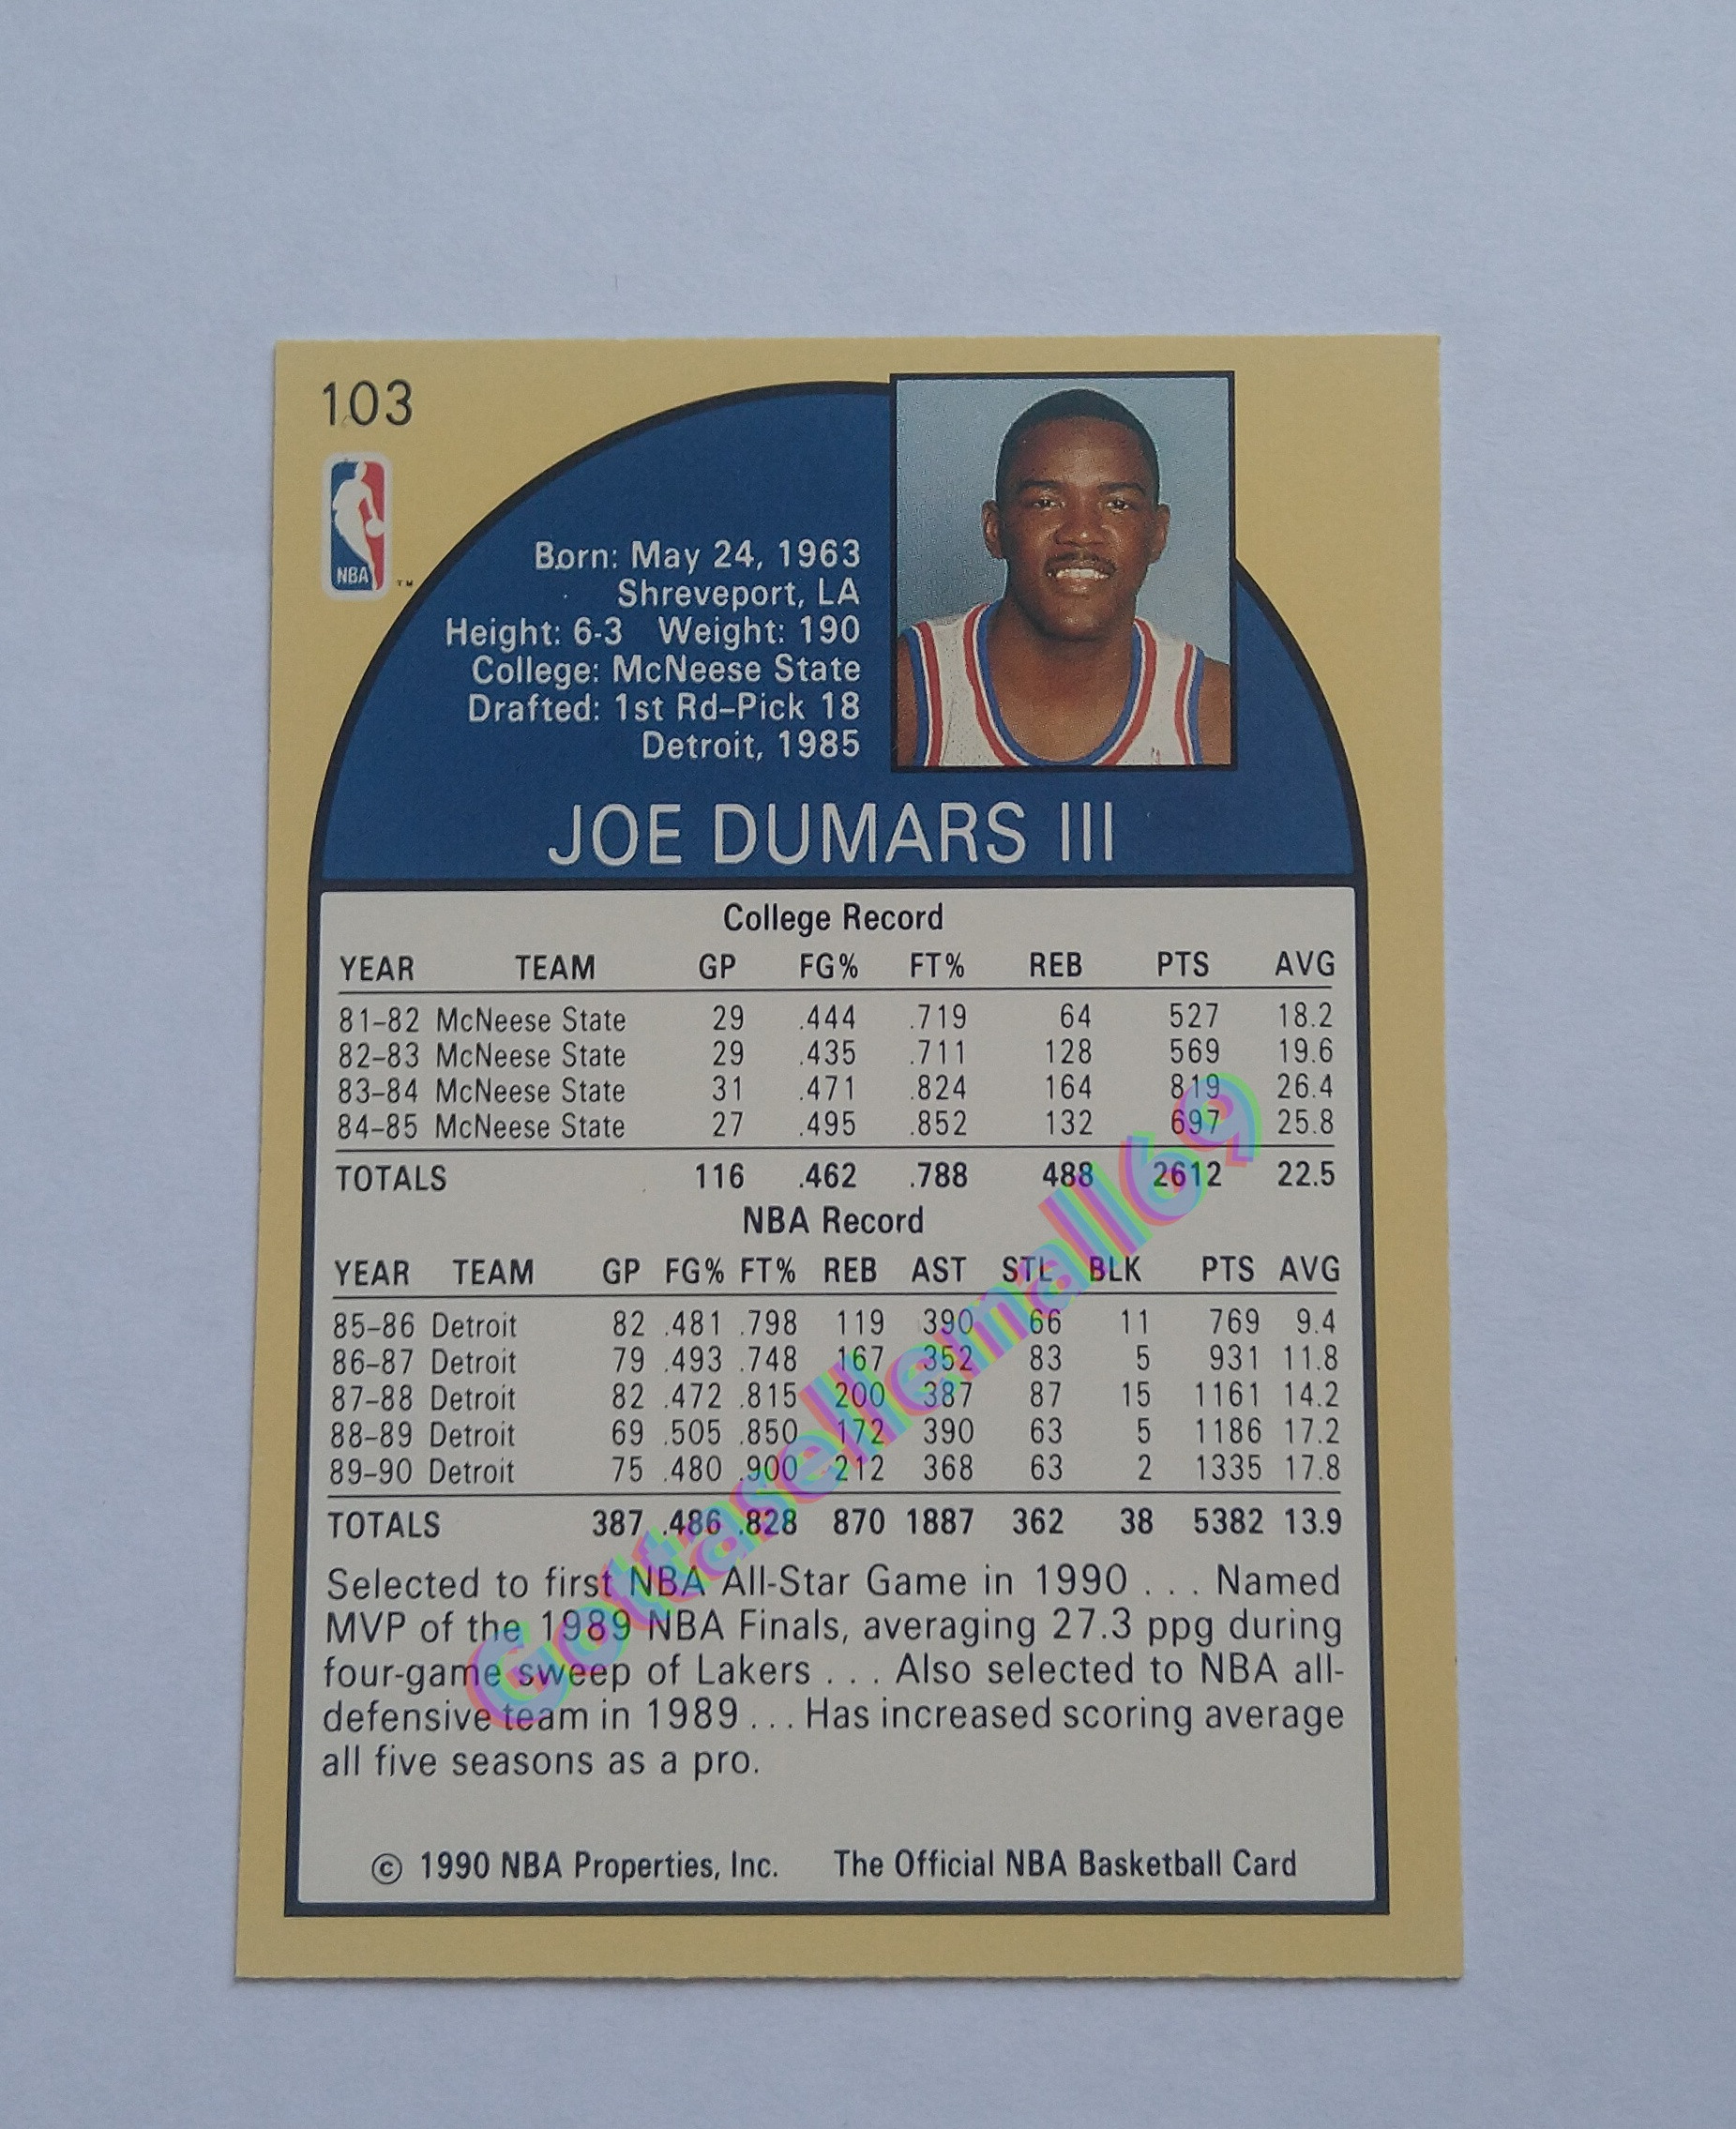 103
NBA
™
Born: May 24, 1963
Shreveport, LA
Height: 6-3 Weight: 190
College: McNeese State
Drafted: 1st Rd–Pick 18
Detroit, 1985
JOE DUMARS III
College Record
YEAR TEAM GP FG% FT% REB PTS AVG
81–82 McNeese State 29 .444 .719 64 527 18.2
82–83 McNeese State 29 .435 .711 128 569 19.6
83–84 McNeese State 31 .471 .824 164 819 26.4
84–85 McNeese State 27 .495 .852 132 697 25.8
TOTALS 116 .462 .788 488 2612 22.5
NBA Record
YEAR TEAM GP FG% FT% REB AST STL BLK PTS AVG
85–86 Detroit 82 .481 .798 119 390 66 11 769 9.4
86–87 Detroit 79 .493 .748 167 352 83 5 931 11.8
87–88 Detroit 82 .472 .815 200 387 87 15 1161 14.2
88–89 Detroit 69 .505 .850 172 390 63 5 1186 17.2
89–90 Detroit 75 .480 .900 212 368 63 2 1335 17.8
TOTALS 387 .486 .828 870 1887 362 38 5382 13.9
Selected to first NBA All-Star Game in 1990 . . . Named
MVP of the 1989 NBA Finals, averaging 27.3 ppg during
four-game sweep of Lakers . . . Also selected to NBA all-
defensive team in 1989 . . . Has increased scoring average
all five seasons as a pro.
© 1990 NBA Properties, Inc. The Official NBA Basketball Card
Gottasellemall69